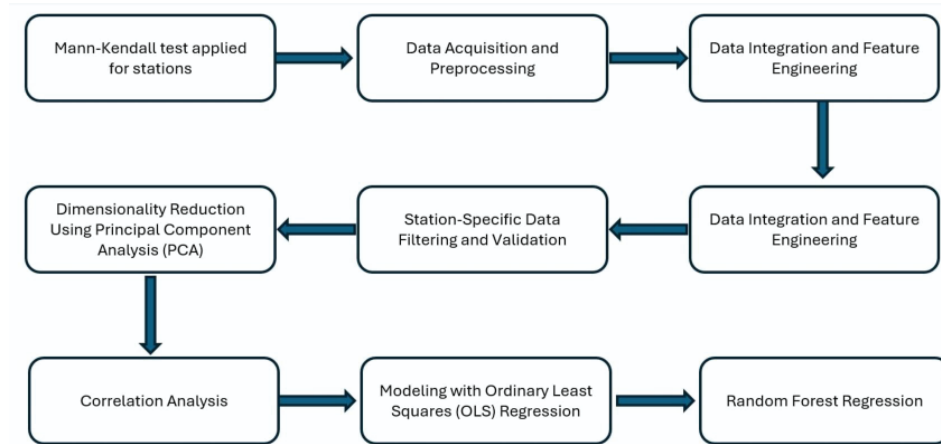 Mann-Kendall test applied
for stations
Data Acquisition and
Preprocessing
Data Integration and Feature
Engineering
Data Integration and Feature
Engineering
Station-Specific Data
Filtering and Validation
Dimensionality Reduction
Using Principal Component
Analysis (PCA)
Correlation Analysis
Modeling with Ordinary Least
Squares (OLS) Regression
Random Forest Regression